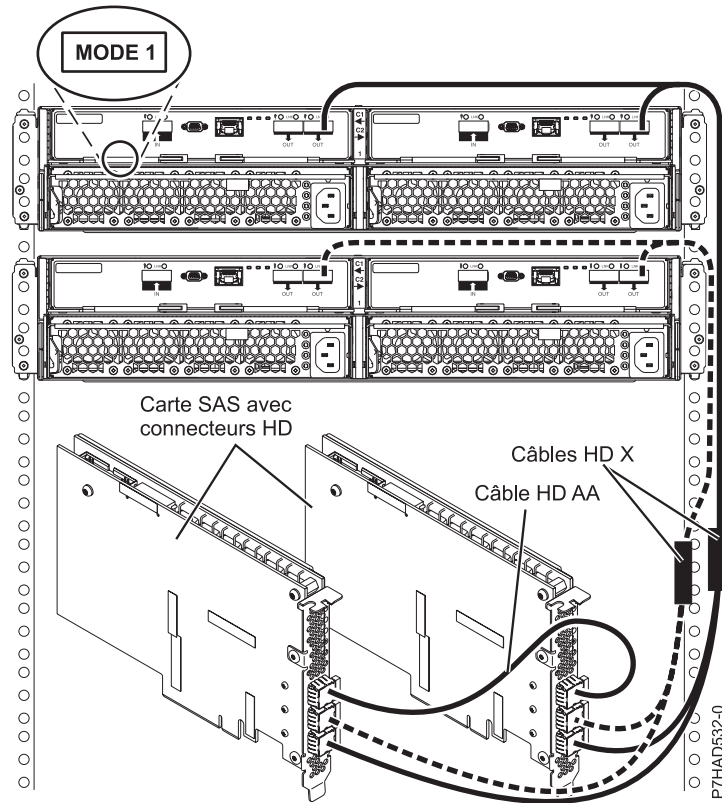 MODE 1
C1
C2
1
IN
OUT
OUT
IN
OUT
OUT
C1
C2
1
IN
OUT
OUT
IN
OUT
OUT
Carte SAS avec
connecteurs HD
Câbles HD X
Câble HD AA
P7HAD532-0